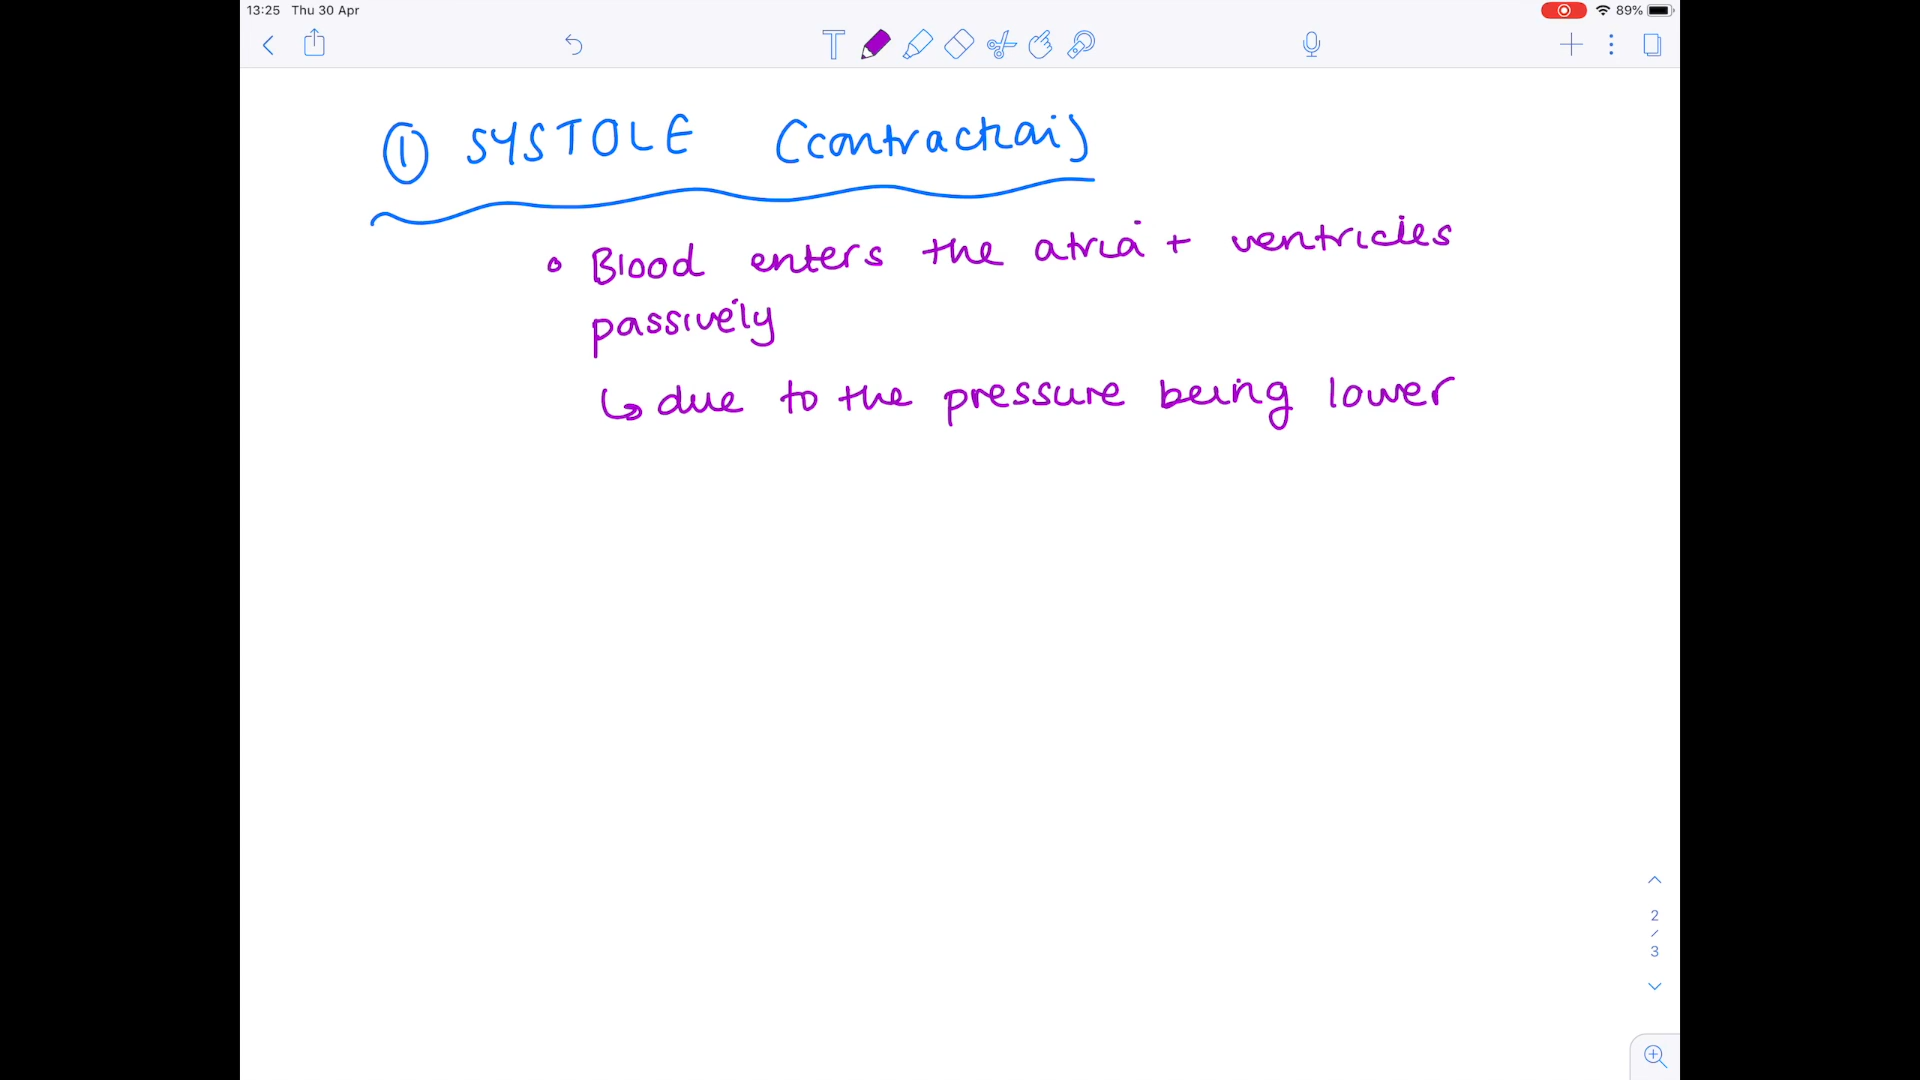 13:25 Thu 30 Apr 89%
① SYSTOLE (contraction)
• Blood enters the atria + ventricles
passively
↳ due to the pressure being lower
2
/
3